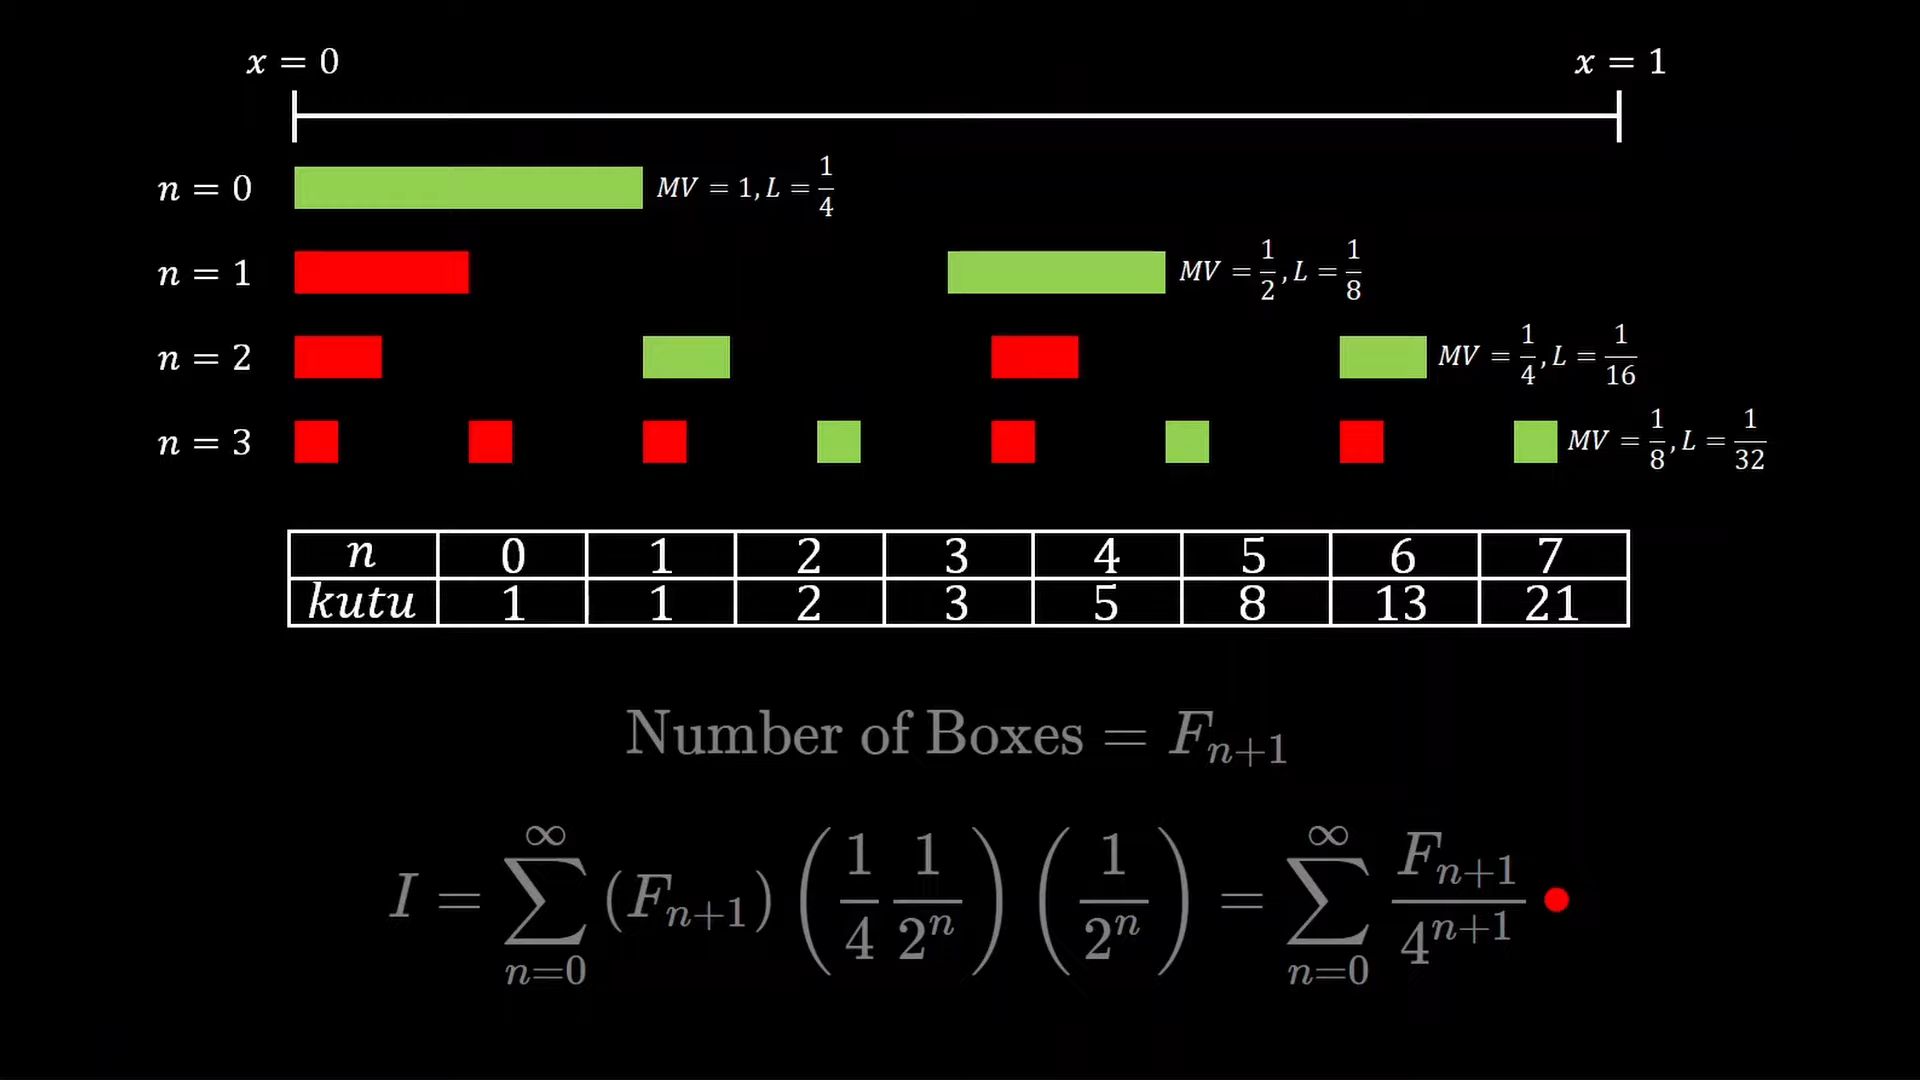 x = 0 x = 1
n = 0 MV = 1, L = 1/4
n = 1 MV = 1/2, L = 1/8
n = 2 MV = 1/4, L = 1/16
n = 3 MV = 1/8, L = 1/32
n 0 1 2 3 4 5 6 7
kutu 1 1 2 3 5 8 13 21
Number of Boxes = F_{n+1}
I = ∑_{n=0}^{∞} (F_{n+1}) (1/4 1/2^n) (1/2^n) = ∑_{n=0}^{∞} F_{n+1}/4^{n+1}